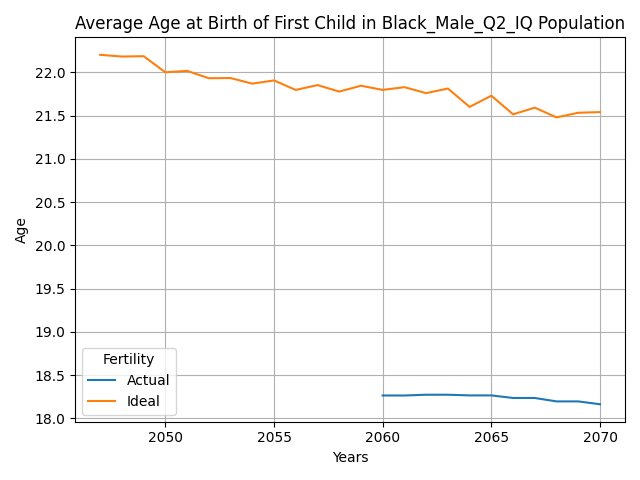 Average Age at Birth of First Child in Black_Male_Q2_IQ Population
22.0
21.5
21.0
20.5
20.0
19.5
19.0
18.5
18.0
Age
Fertility
Actual
Ideal
2050 2055 2060 2065 2070
Years